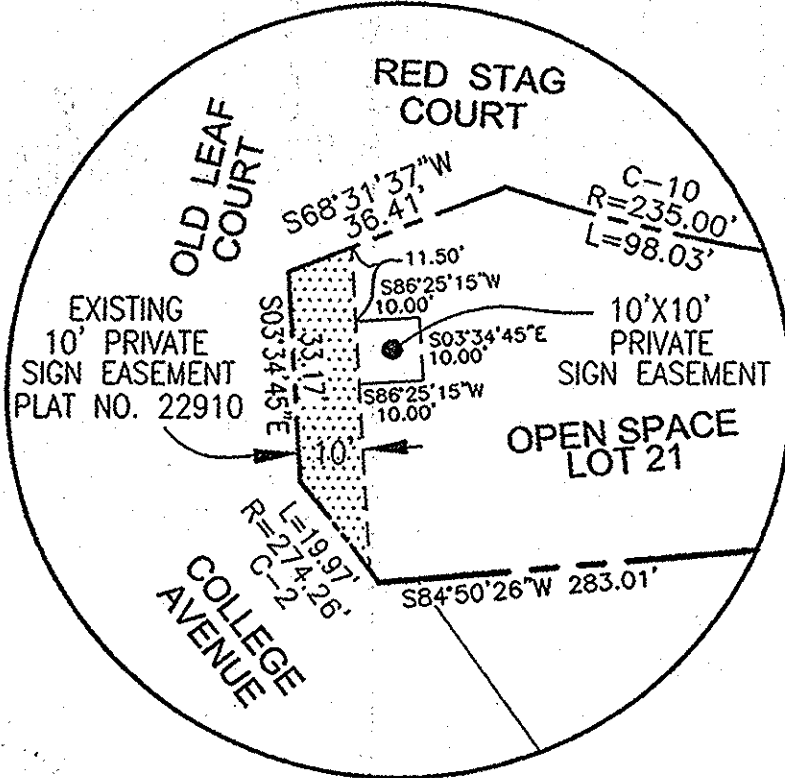 RED STAG
COURT
OLD LEAF
COURT
S68°31'37"W
36.41'
C-10
R=235.00'
L=98.03'
11.50'
S86°25'15"W
10.00'
EXISTING
10' PRIVATE
SIGN EASEMENT
PLAT NO. 22910
S03°34'45"E
33.17'
S03°34'45"E
10.00'
10'X10'
PRIVATE
SIGN EASEMENT
S86°25'15"W
10.00'
10'
OPEN SPACE
LOT 21
L=19.97'
R=274.26'
C-2
COLLEGE
AVENUE
S84°50'26"W 283.01'